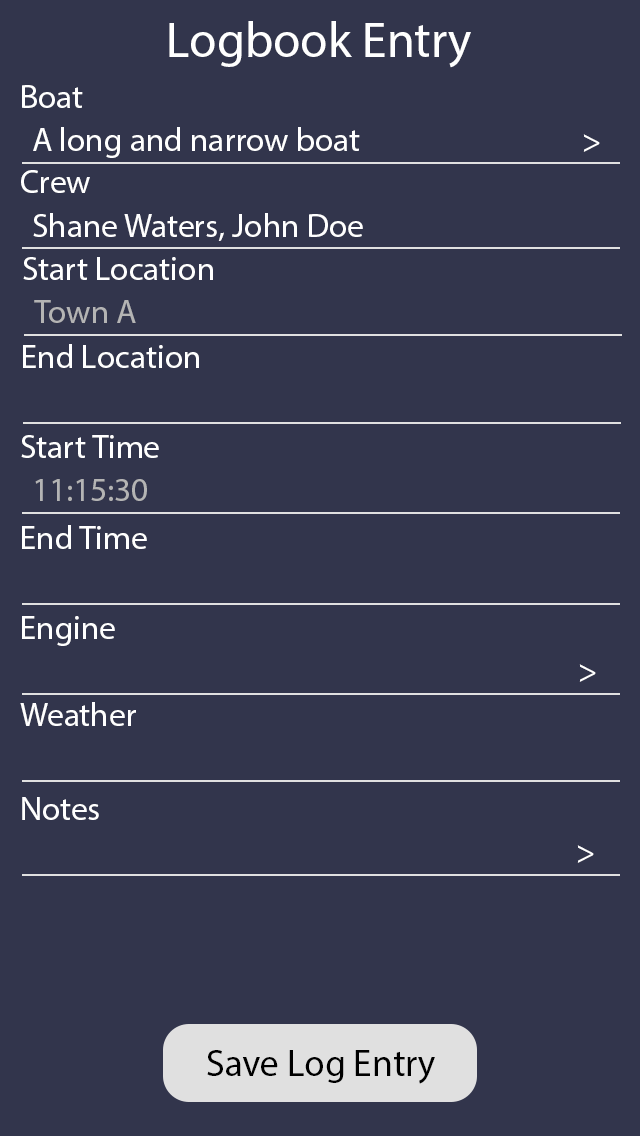 Logbook Entry
Boat
A long and narrow boat >
Crew
Shane Waters, John Doe
Start Location
Town A
End Location
Start Time
11:15:30
End Time
Engine
>
Weather
Notes
>
Save Log Entry